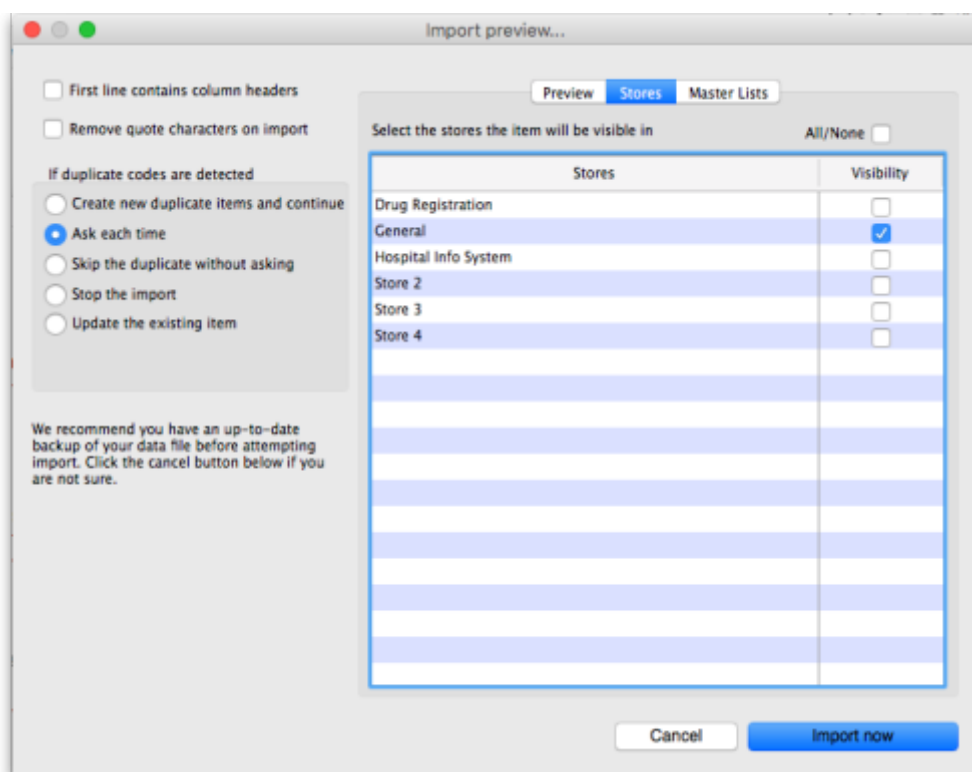 Import preview...
First line contains column headers
Remove quote characters on import
If duplicate codes are detected
Create new duplicate items and continue
Ask each time
Skip the duplicate without asking
Stop the import
Update the existing item
We recommend you have an up-to-date
backup of your data file before attempting
import. Click the cancel button below if you
are not sure.
Preview Stores Master Lists
Select the stores the item will be visible in All/None
Stores Visibility
Drug Registration
General
Hospital Info System
Store 2
Store 3
Store 4
Cancel Import now